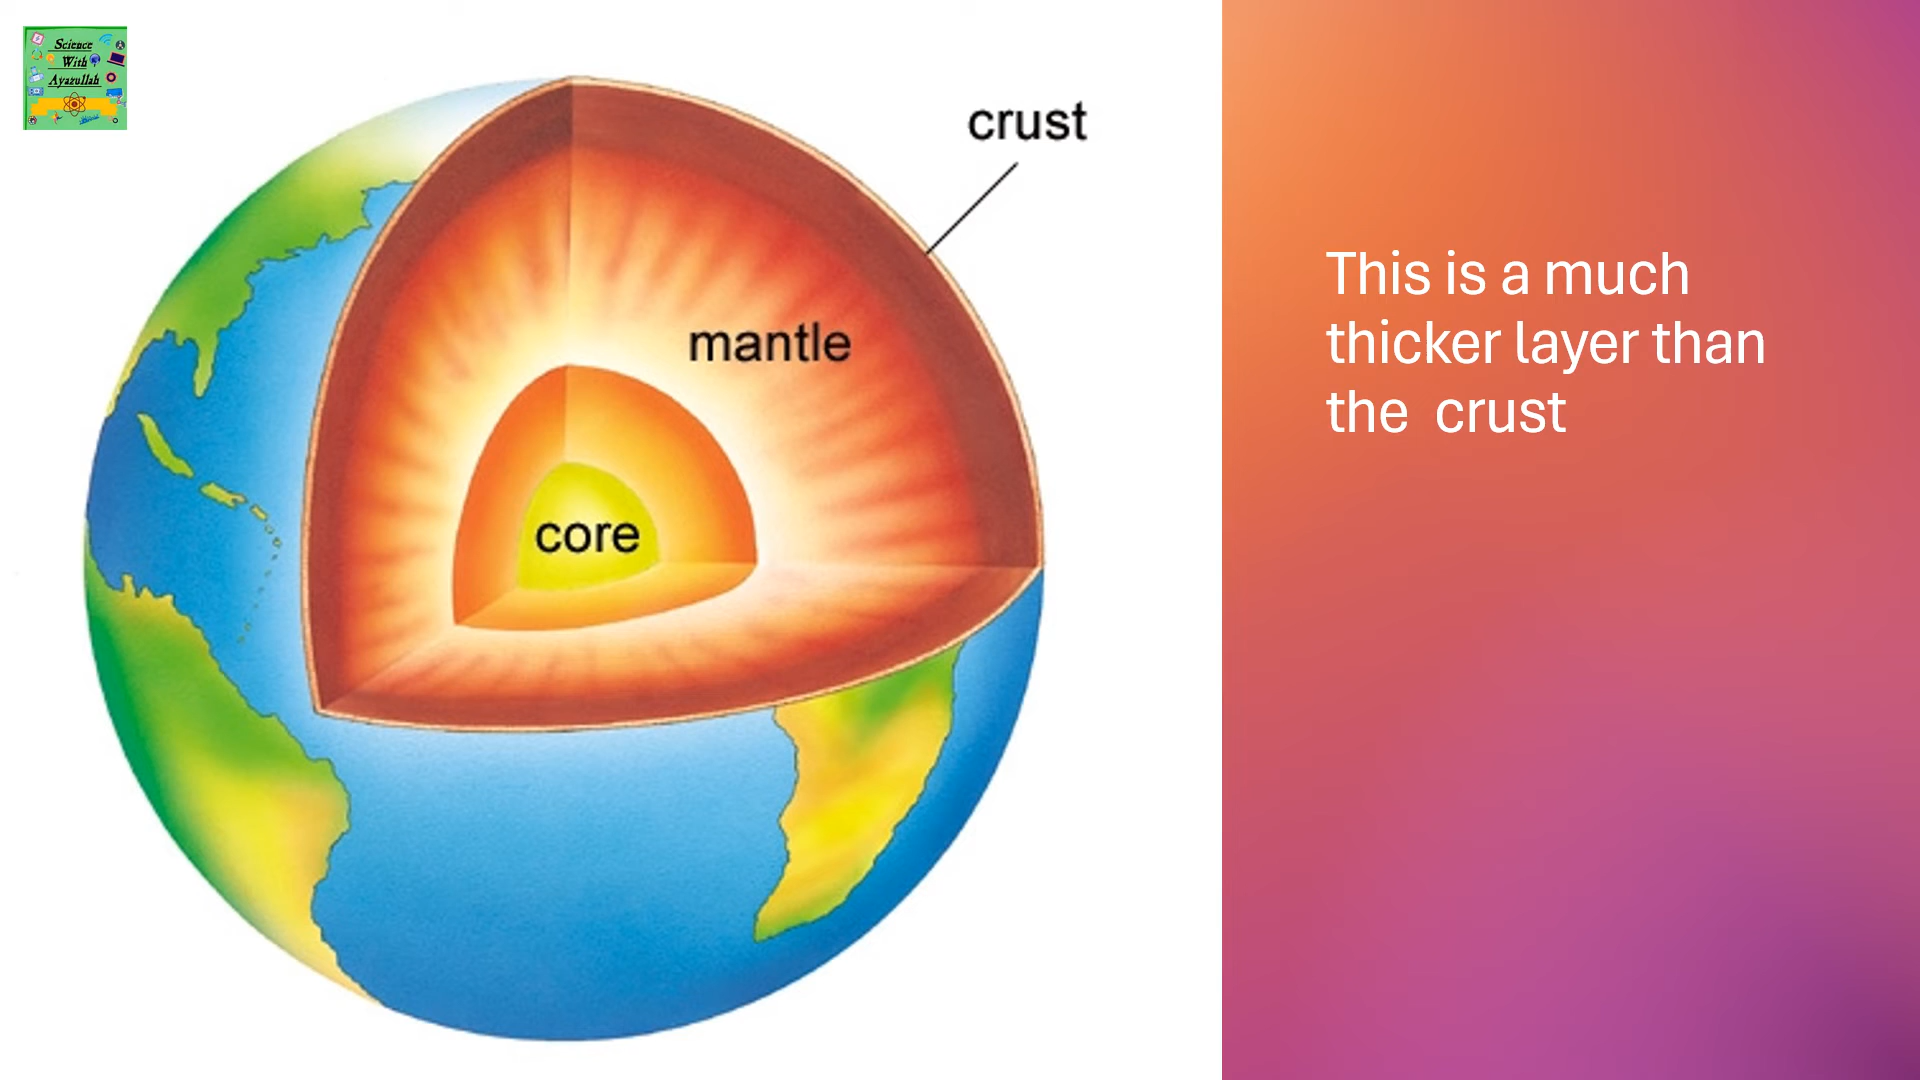 Science
With
Ayazullah
crust
mantle
core
This is a much
thicker layer than
the  crust